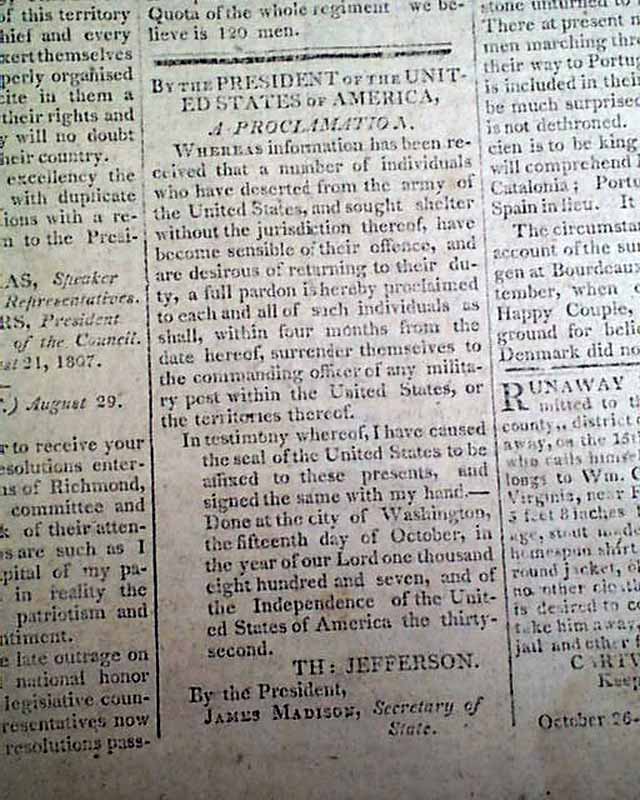 of this territory
hief and every
xert themselves
perly organised
cite in them a
their rights and
y will no doubt
heir country.
excellency the
with duplicate
ions with a re-
n to the Presi-
AS, Speaker
Representatives.
RS, President
of the Council.
st 21, 1807.
.) August 29.
r to receive your
esolutions enter-
ns of Richmond,
committee and
k of their atten-
s are such as I
pital of my pa-
in reality the
patriotism and
ntiment.
e late outrage on
national honor
legislative coun-
resentatives now
resolutions pass-
Quota of the whole regiment we be-
lieve is 120 men.
BY THE PRESIDENT OF THE UNIT-
ED STATES OF AMERICA,
A PROCLAMATION.
WHEREAS information has been re-
ceived that a number of individuals
who have deserted from the army of
the United States, and sought shelter
without the jurisdiction thereof, have
become sensible of their offence, and
are desirous of returning to their du-
ty, a full pardon is hereby proclaimed
to each and all of such individuals as
shall, within four months from the
date hereof, surrender themselves to
the commanding officer of any milita-
ry post within the United States, or
the territories thereof.
In testimony whereof, I have caused
the seal of the United States to be
affixed to these presents, and
signed the same with my hand.—
Done at the city of Washington,
the fifteenth day of October, in
the year of our Lord one thousand
eight hundred and seven, and of
the Independence of the Unit-
ed States of America the thirty-
second.
TH: JEFFERSON.
By the President,
JAMES MADISON, Secretary of
State.
stone unturned to
There at present
men marching thr
their way to Portug
is included in their
be much surprised
is not dethroned.
cien is to be king
will comprehend
Catalonia; Portu
Spain in lieu. It
The circumstan
account of the su
gen at Bourdeaux
tember, when
Happy Couple,
ground for belie
Denmark did no
RUNAWAY
mitted to t
county,, district
away, on the 15th
who calls himsel
longs to Wm. C
Virginia, near
5 feet 8 inches
age, stout made
homespun shirt
round jacket,
no other cloth
is desired to c
take him away,
jail and other f
CARTW
Keep
October 26-